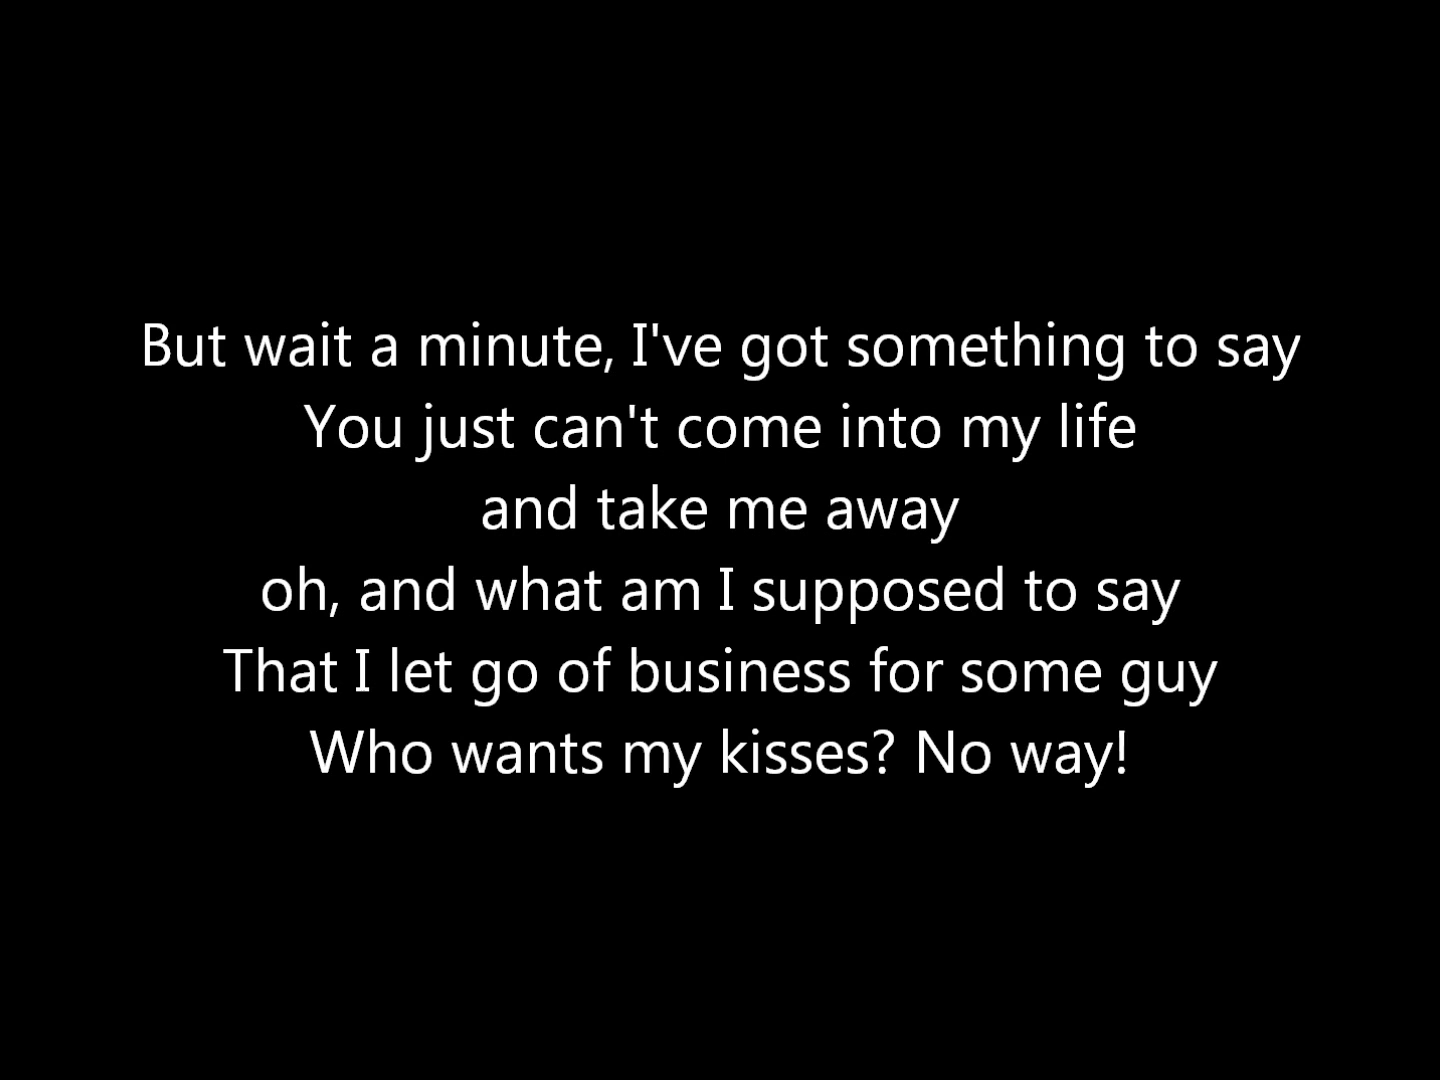 But wait a minute, I've got something to say
You just can't come into my life
and take me away
oh, and what am I supposed to say
That I let go of business for some guy
Who wants my kisses? No way!